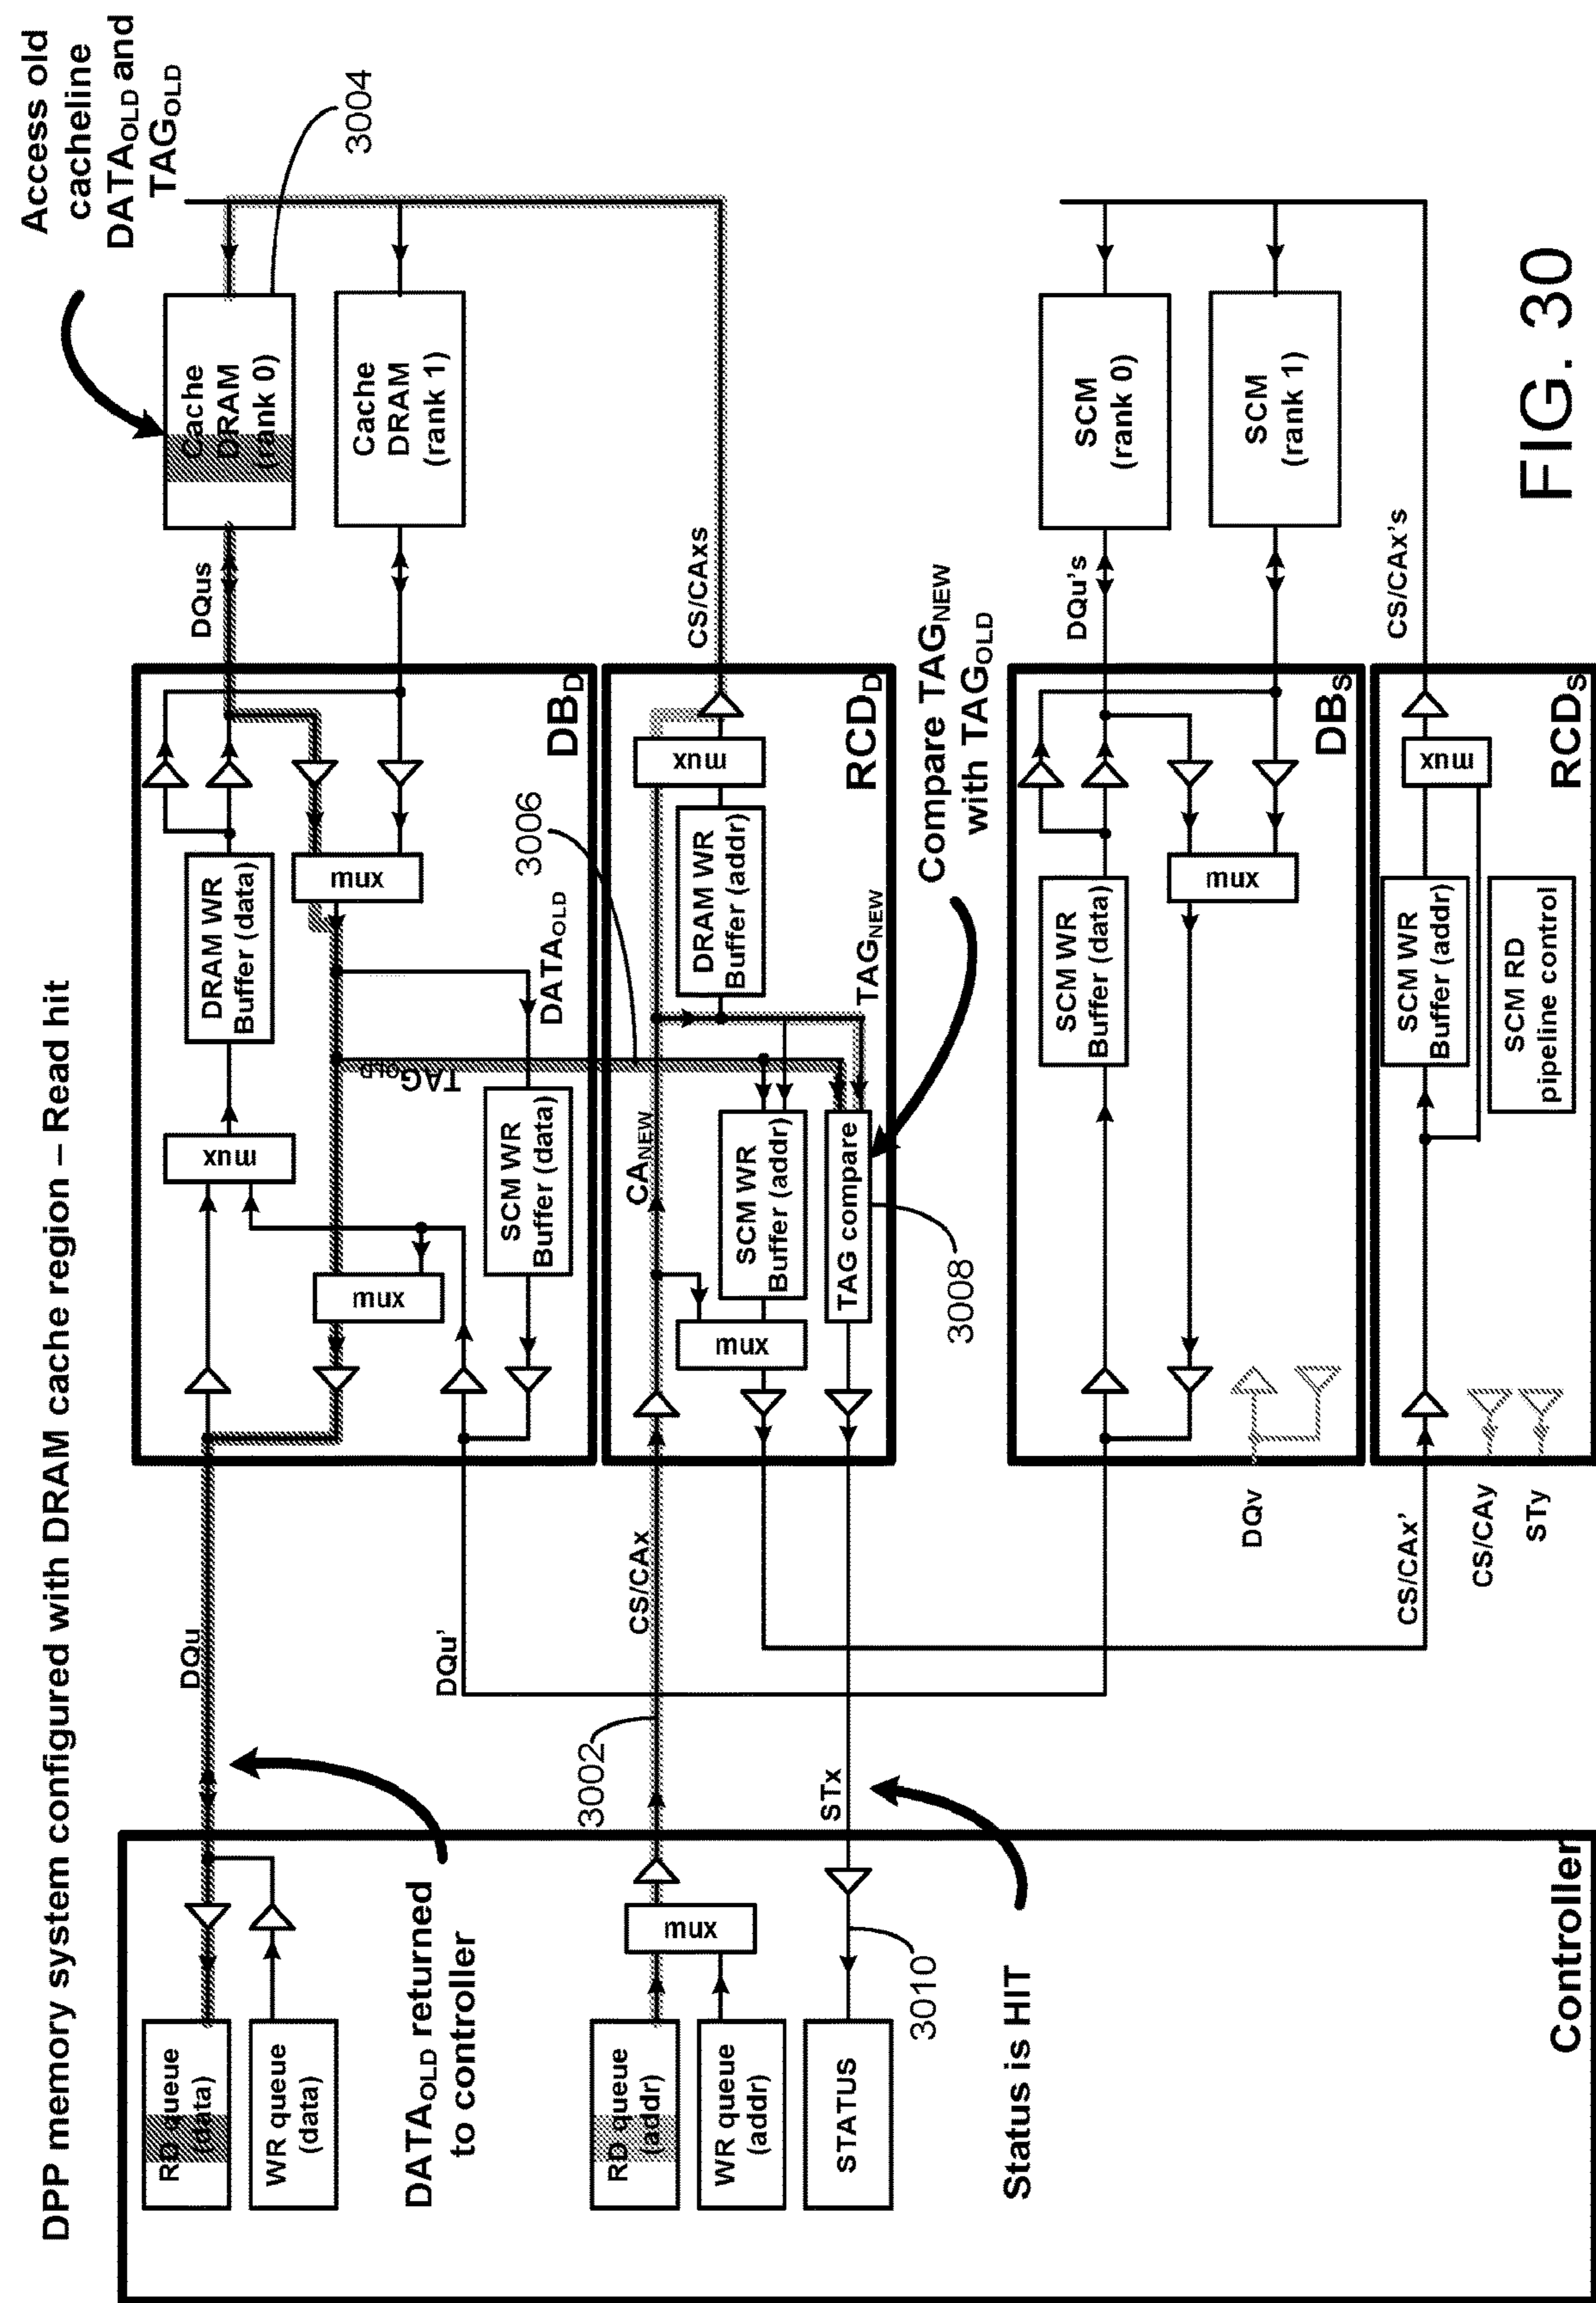 DPP memory system configured with DRAM cache region – Read hit
Access old
cacheline
DATAOLD and
TAGOLD
3004
RD queue
(data)
WR queue
(data)
DATAOLD returned
to controller
RD queue
(addr)
mux
WR queue
(addr)
STATUS
3010
Status is HIT
Controller
DQu
DQu'
3002
CS/CAx
STx
mux
mux
DRAM WR
Buffer (data)
mux
TAGOLD
SCM WR
Buffer (data)
DATAOLD
3006
DBD
DQus
Cache
DRAM
(rank 0)
Cache
DRAM
(rank 1)
CANEW
mux
SCM WR
Buffer (addr)
TAG compare
3008
DRAM WR
Buffer (addr)
TAGNEW
mux
RCDD
CS/CAxs
Compare TAGNEW
with TAGOLD
DQv
SCM WR
Buffer (data)
mux
DBS
DQu's
SCM
(rank 0)
SCM
(rank 1)
CS/CAx'
CS/CAy
STy
SCM WR
Buffer (addr)
SCM RD
pipeline control
mux
RCDS
CS/CAx's
FIG. 30